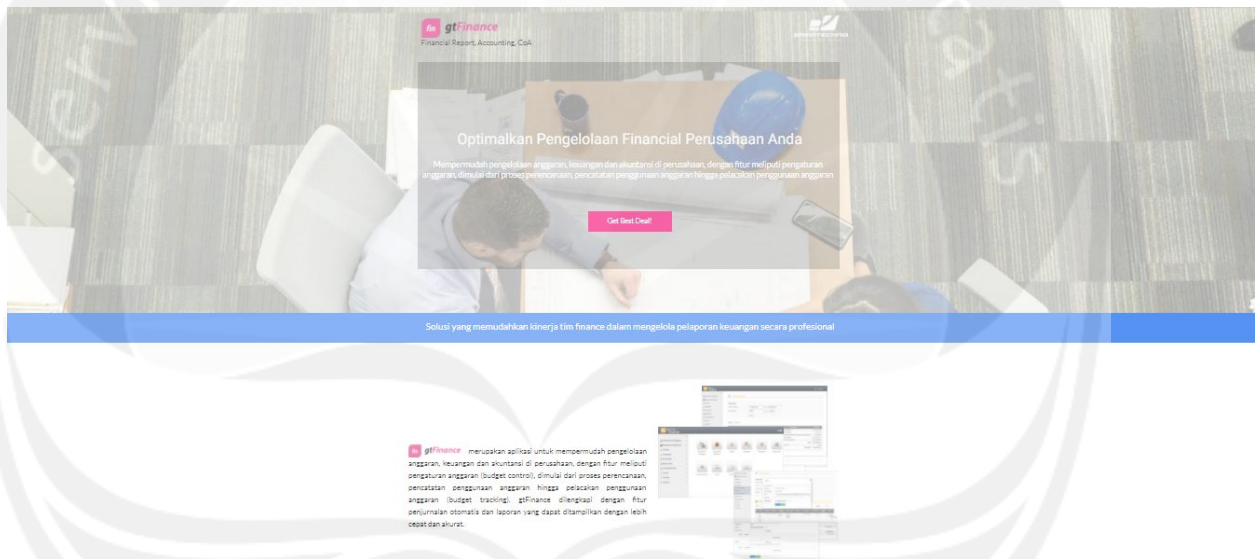 fin gtFinance
Financial Report, Accounting, CoA
Optimalkan Pengelolaan Financial Perusahaan Anda
Mempermudah pengelolaan anggaran, keuangan dan akuntansi di perusahaan, dengan fitur meliputi pengaturan
anggaran, dimulai dari proses perencanaan, pencatatan penggunaan anggaran hingga pelacakan penggunaan anggaran
Get Best Deal!
Solusi yang memudahkan kinerja tim finance dalam mengelola pelaporan keuangan secara profesional
fin gtFinance merupakan aplikasi untuk mempermudah pengelolaan
anggaran, keuangan dan akuntansi di perusahaan, dengan fitur meliputi
pengaturan anggaran (budget control), dimulai dari proses perencanaan,
pencatatan penggunaan anggaran hingga pelacakan penggunaan
anggaran (budget tracking). gtFinance dilengkapi dengan fitur
penjurnalan otomatis dan laporan yang dapat ditampilkan dengan lebih
cepat dan akurat.